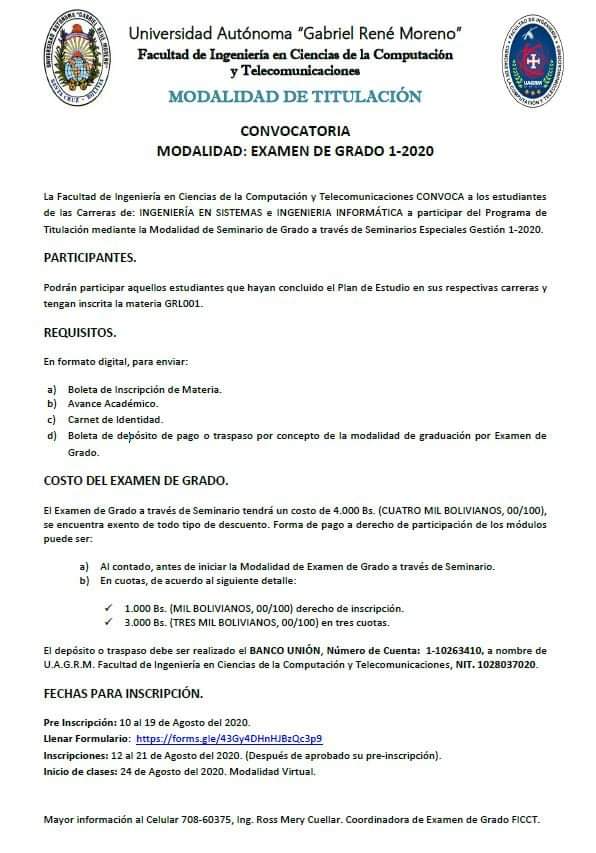 Universidad Autónoma "Gabriel René Moreno"
Facultad de Ingeniería en Ciencias de la Computación
y Telecomunicaciones
MODALIDAD DE TITULACIÓN
CONVOCATORIA
MODALIDAD: EXAMEN DE GRADO 1-2020
La Facultad de Ingeniería en Ciencias de la Computación y Telecomunicaciones CONVOCA a los estudiantes
de las Carreras de: INGENIERÍA EN SISTEMAS e INGENIERIA INFORMÁTICA a participar del Programa de
Titulación mediante la Modalidad de Seminario de Grado a través de Seminarios Especiales Gestión 1-2020.
PARTICIPANTES.
Podrán participar aquellos estudiantes que hayan concluido el Plan de Estudio en sus respectivas carreras y
tengan inscrita la materia GRL001.
REQUISITOS.
En formato digital, para enviar:
a) Boleta de Inscripción de Materia.
b) Avance Académico.
c) Carnet de Identidad.
d) Boleta de depósito de pago o traspaso por concepto de la modalidad de graduación por Examen de
Grado.
COSTO DEL EXAMEN DE GRADO.
El Examen de Grado a través de Seminario tendrá un costo de 4.000 Bs. (CUATRO MIL BOLIVIANOS, 00/100),
se encuentra exento de todo tipo de descuento. Forma de pago a derecho de participación de los módulos
puede ser:
a) Al contado, antes de iniciar la Modalidad de Examen de Grado a través de Seminario.
b) En cuotas, de acuerdo al siguiente detalle:
✓ 1.000 Bs. (MIL BOLIVIANOS, 00/100) derecho de inscripción.
✓ 3.000 Bs. (TRES MIL BOLIVIANOS, 00/100) en tres cuotas.
El depósito o traspaso debe ser realizado el BANCO UNIÓN, Número de Cuenta: 1-10263410, a nombre de
U.A.G.R.M. Facultad de Ingeniería en Ciencias de la Computación y Telecomunicaciones, NIT. 1028037020.
FECHAS PARA INSCRIPCIÓN.
Pre Inscripción: 10 al 19 de Agosto del 2020.
Llenar Formulario: https://forms.gle/43Gy4DHnHJBzQc3p9
Inscripciones: 12 al 21 de Agosto del 2020. (Después de aprobado su pre-inscripción).
Inicio de clases: 24 de Agosto del 2020. Modalidad Virtual.
Mayor información al Celular 708-60375, Ing. Ross Mery Cuellar. Coordinadora de Examen de Grado FICCT.